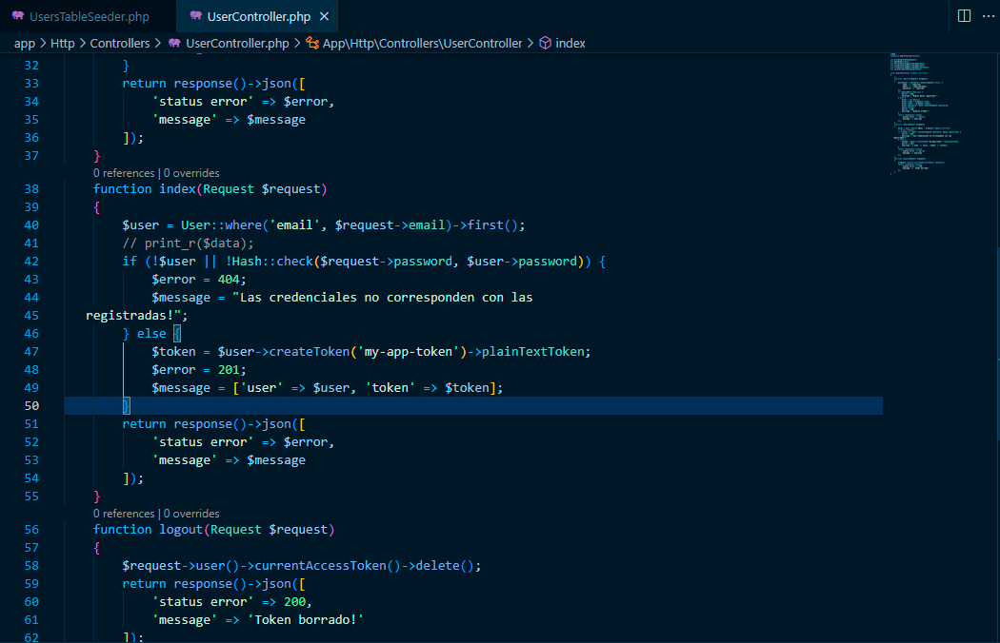 UsersTableSeeder.php
UserController.php ×
app > Http > Controllers > UserController.php > App\Http\Controllers\UserController > index
32 }
33 return response()->json([
34 'status error' => $error,
35 'message' => $message
36 ]);
37 }
0 references | 0 overrides
38 function index(Request $request)
39 {
40 $user = User::where('email', $request->email)->first();
41 // print_r($data);
42 if (!$user || !Hash::check($request->password, $user->password)) {
43 $error = 404;
44 $message = "Las credenciales no corresponden con las
45 registradas!";
46 } else {
47 $token = $user->createToken('my-app-token')->plainTextToken;
48 $error = 201;
49 $message = ['user' => $user, 'token' => $token];
50 }
51 return response()->json([
52 'status error' => $error,
53 'message' => $message
54 ]);
55 }
0 references | 0 overrides
56 function logout(Request $request)
57 {
58 $request->user()->currentAccessToken()->delete();
59 return response()->json([
60 'status error' => 200,
61 'message' => 'Token borrado!'
62 ]);